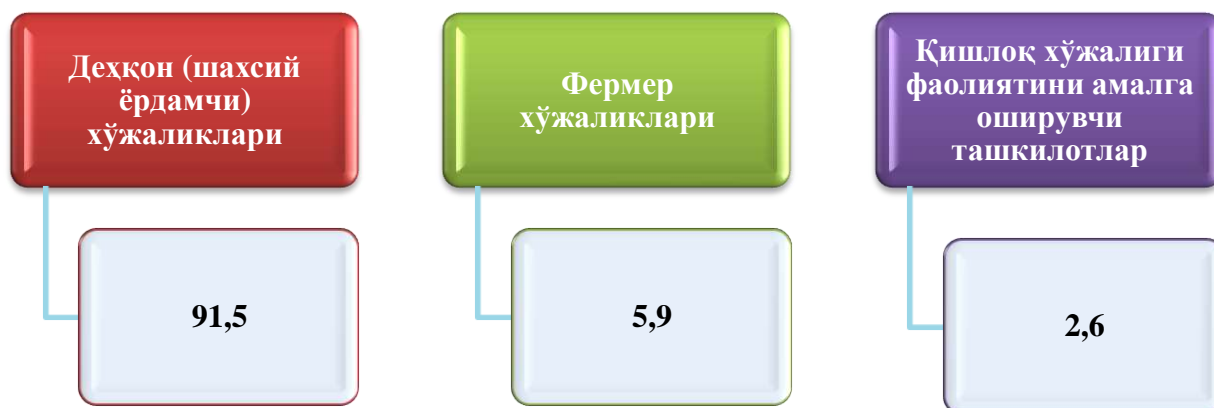 Деҳқон (шахсий
ёрдамчи)
хўжаликлари
91,5
Фермер
хўжаликлари
5,9
Қишлоқ хўжалиги
фаолиятини амалга
оширувчи
ташкилотлар
2,6